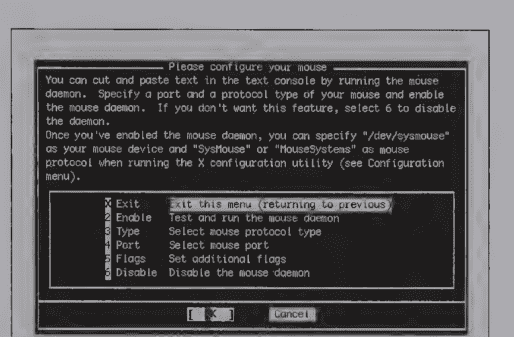 Please configure your mouse
You can cut and paste text in the text console by running the mouse
daemon. Specify a port and a protocol type of your mouse and enable
the mouse daemon. If you don't want this feature, select 6 to disable
the daemon.
Once you've enabled the mouse daemon, you can specify "/dev/sysmouse"
as your mouse device and "SysMouse" or "MouseSystems" as mouse
protocol when running the X configuration utility (see Configuration
menu).
X Exit Exit this menu (returning to previous)
2 Enable Test and run the mouse daemon
3 Type Select mouse protocol type
4 Port Select mouse port
5 Flags Set additional flags
6 Disable Disable the mouse daemon
[ X ] Cancel